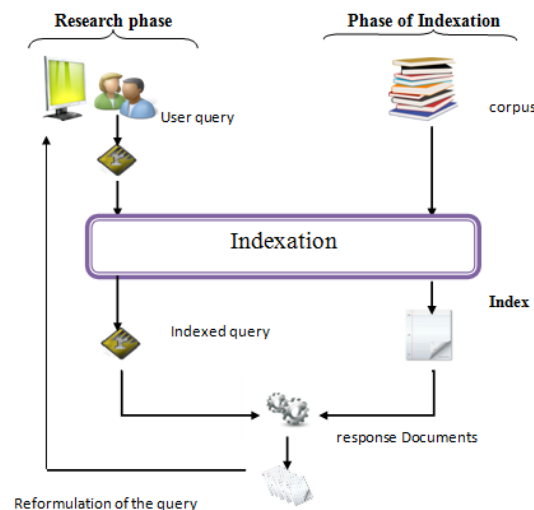 Research phase
Phase of Indexation
User query
corpus
Indexation
Index
Indexed query
response Documents
Reformulation of the query